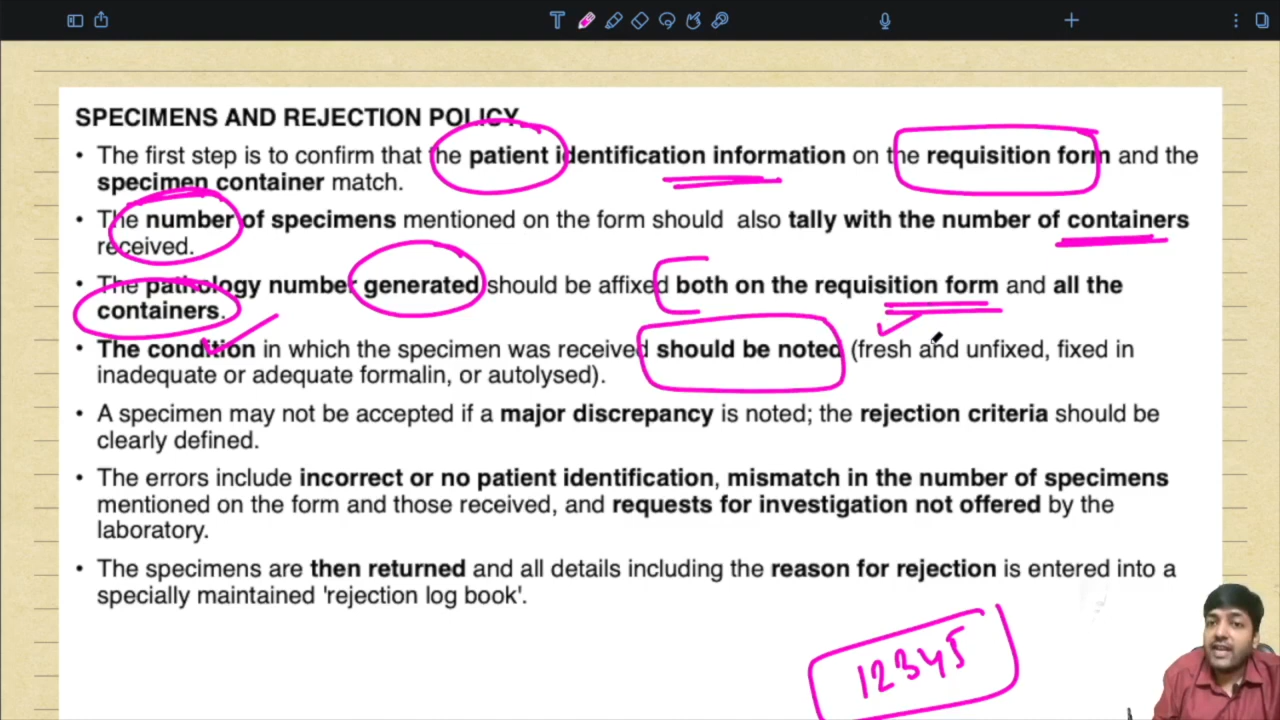 SPECIMENS AND REJECTION POLICY
• The first step is to confirm that the patient identification information on the requisition form and the
specimen container match.
• The number of specimens mentioned on the form should also tally with the number of containers
received.
• The pathology number generated should be affixed both on the requisition form and all the
containers.
• The condition in which the specimen was received should be noted (fresh and unfixed, fixed in
inadequate or adequate formalin, or autolysed).
• A specimen may not be accepted if a major discrepancy is noted; the rejection criteria should be
clearly defined.
• The errors include incorrect or no patient identification, mismatch in the number of specimens
mentioned on the form and those received, and requests for investigation not offered by the
laboratory.
• The specimens are then returned and all details including the reason for rejection is entered into a
specially maintained 'rejection log book'.
12345